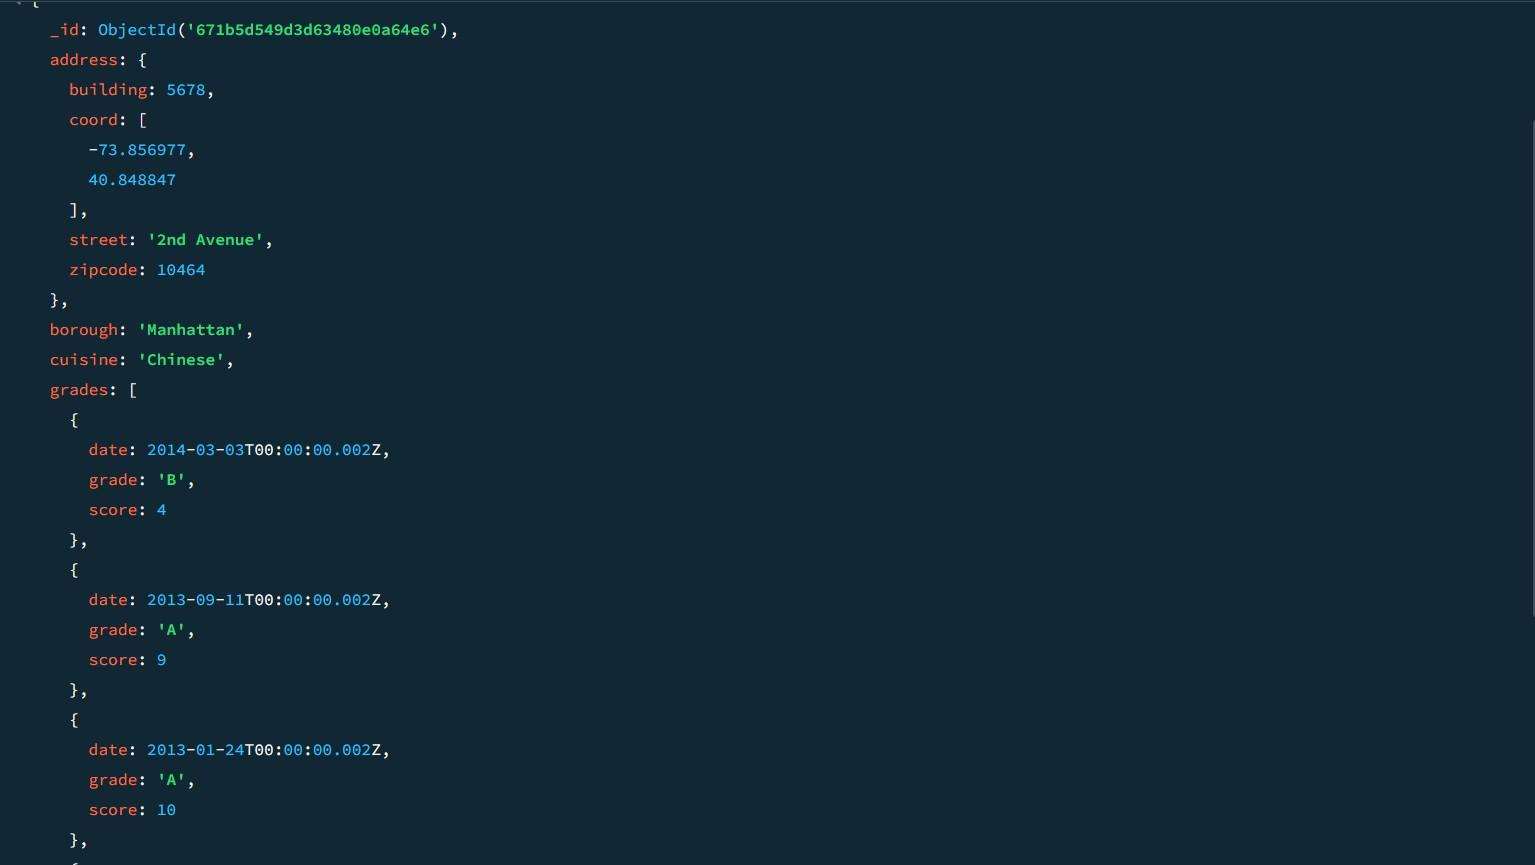 _id: ObjectId('671b5d549d3d63480e0a64e6'),
address: {
building: 5678,
coord: [
-73.856977,
40.848847
],
street: '2nd Avenue',
zipcode: 10464
},
borough: 'Manhattan',
cuisine: 'Chinese',
grades: [
{
date: 2014-03-03T00:00:00.002Z,
grade: 'B',
score: 4
},
{
date: 2013-09-11T00:00:00.002Z,
grade: 'A',
score: 9
},
{
date: 2013-01-24T00:00:00.002Z,
grade: 'A',
score: 10
},